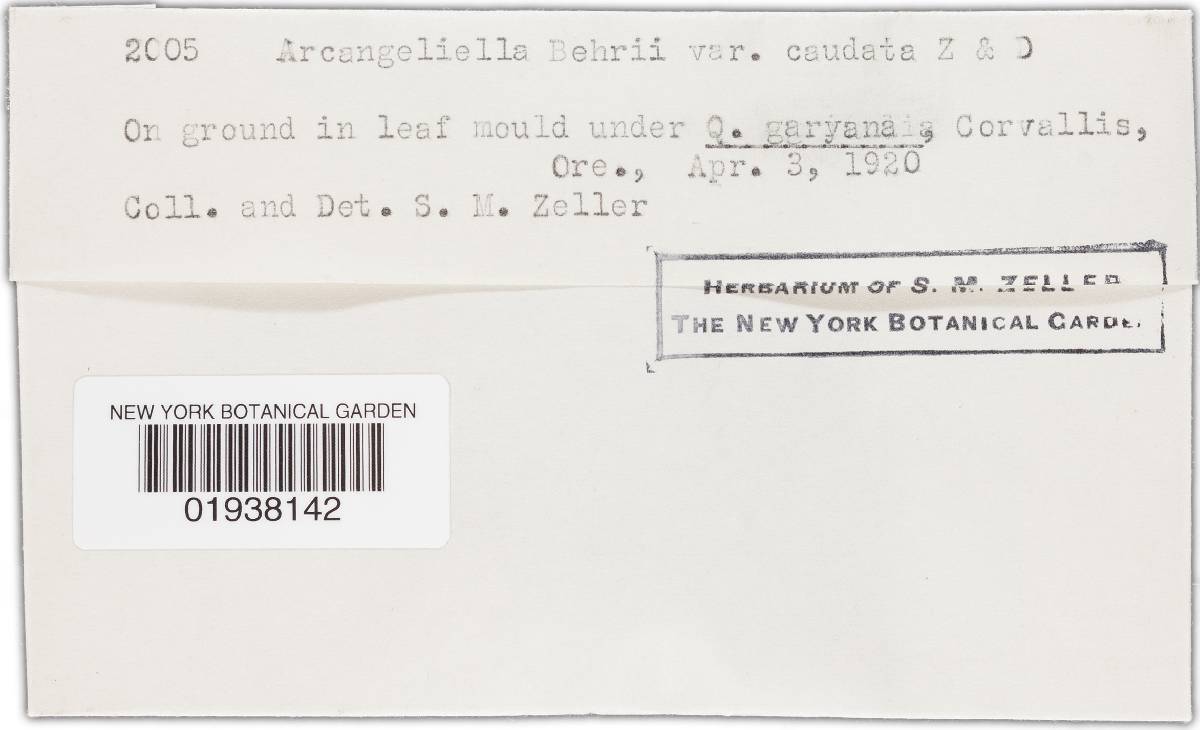 2005 Arcangeliella Behrii var. caudata Z & D
On ground in leaf mould under Q. garyana, Corvallis,
Ore., Apr. 3, 1920
Coll. and Det. S. M. Zeller
HERBARIUM OF S. M. ZELLER
THE NEW YORK BOTANICAL GARDE
NEW YORK BOTANICAL GARDEN
01938142